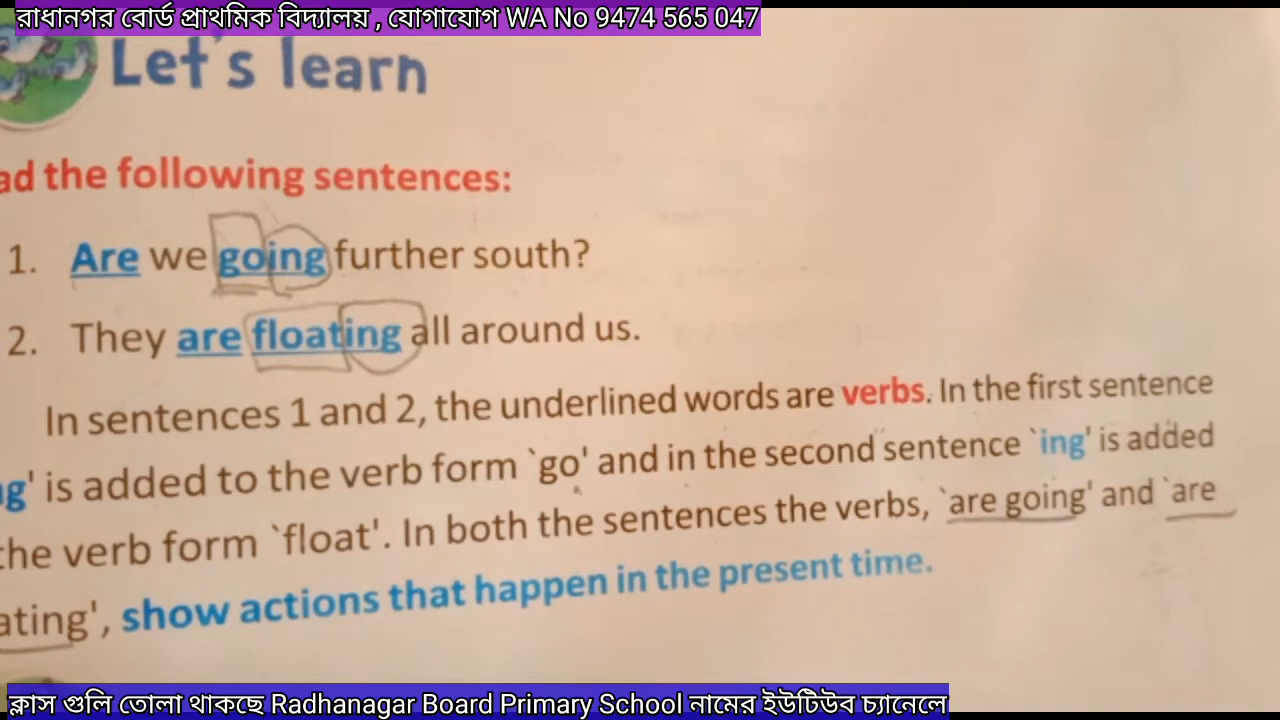 রাধানগর বোর্ড প্রাথমিক বিদ্যালয় , যোগাযোগ WA No 9474 565 047
Let's learn
ad the following sentences:
1. Are we going further south?
2. They are floating all around us.
In sentences 1 and 2, the underlined words are verbs. In the first sentence
ng' is added to the verb form `go' and in the second sentence `ing' is added
the verb form `float'. In both the sentences the verbs, `are going' and `are
ating', show actions that happen in the present time.
ক্লাস গুলি তোলা থাকছে Radhanagar Board Primary School নামের ইউটিউব চ্যানেলে